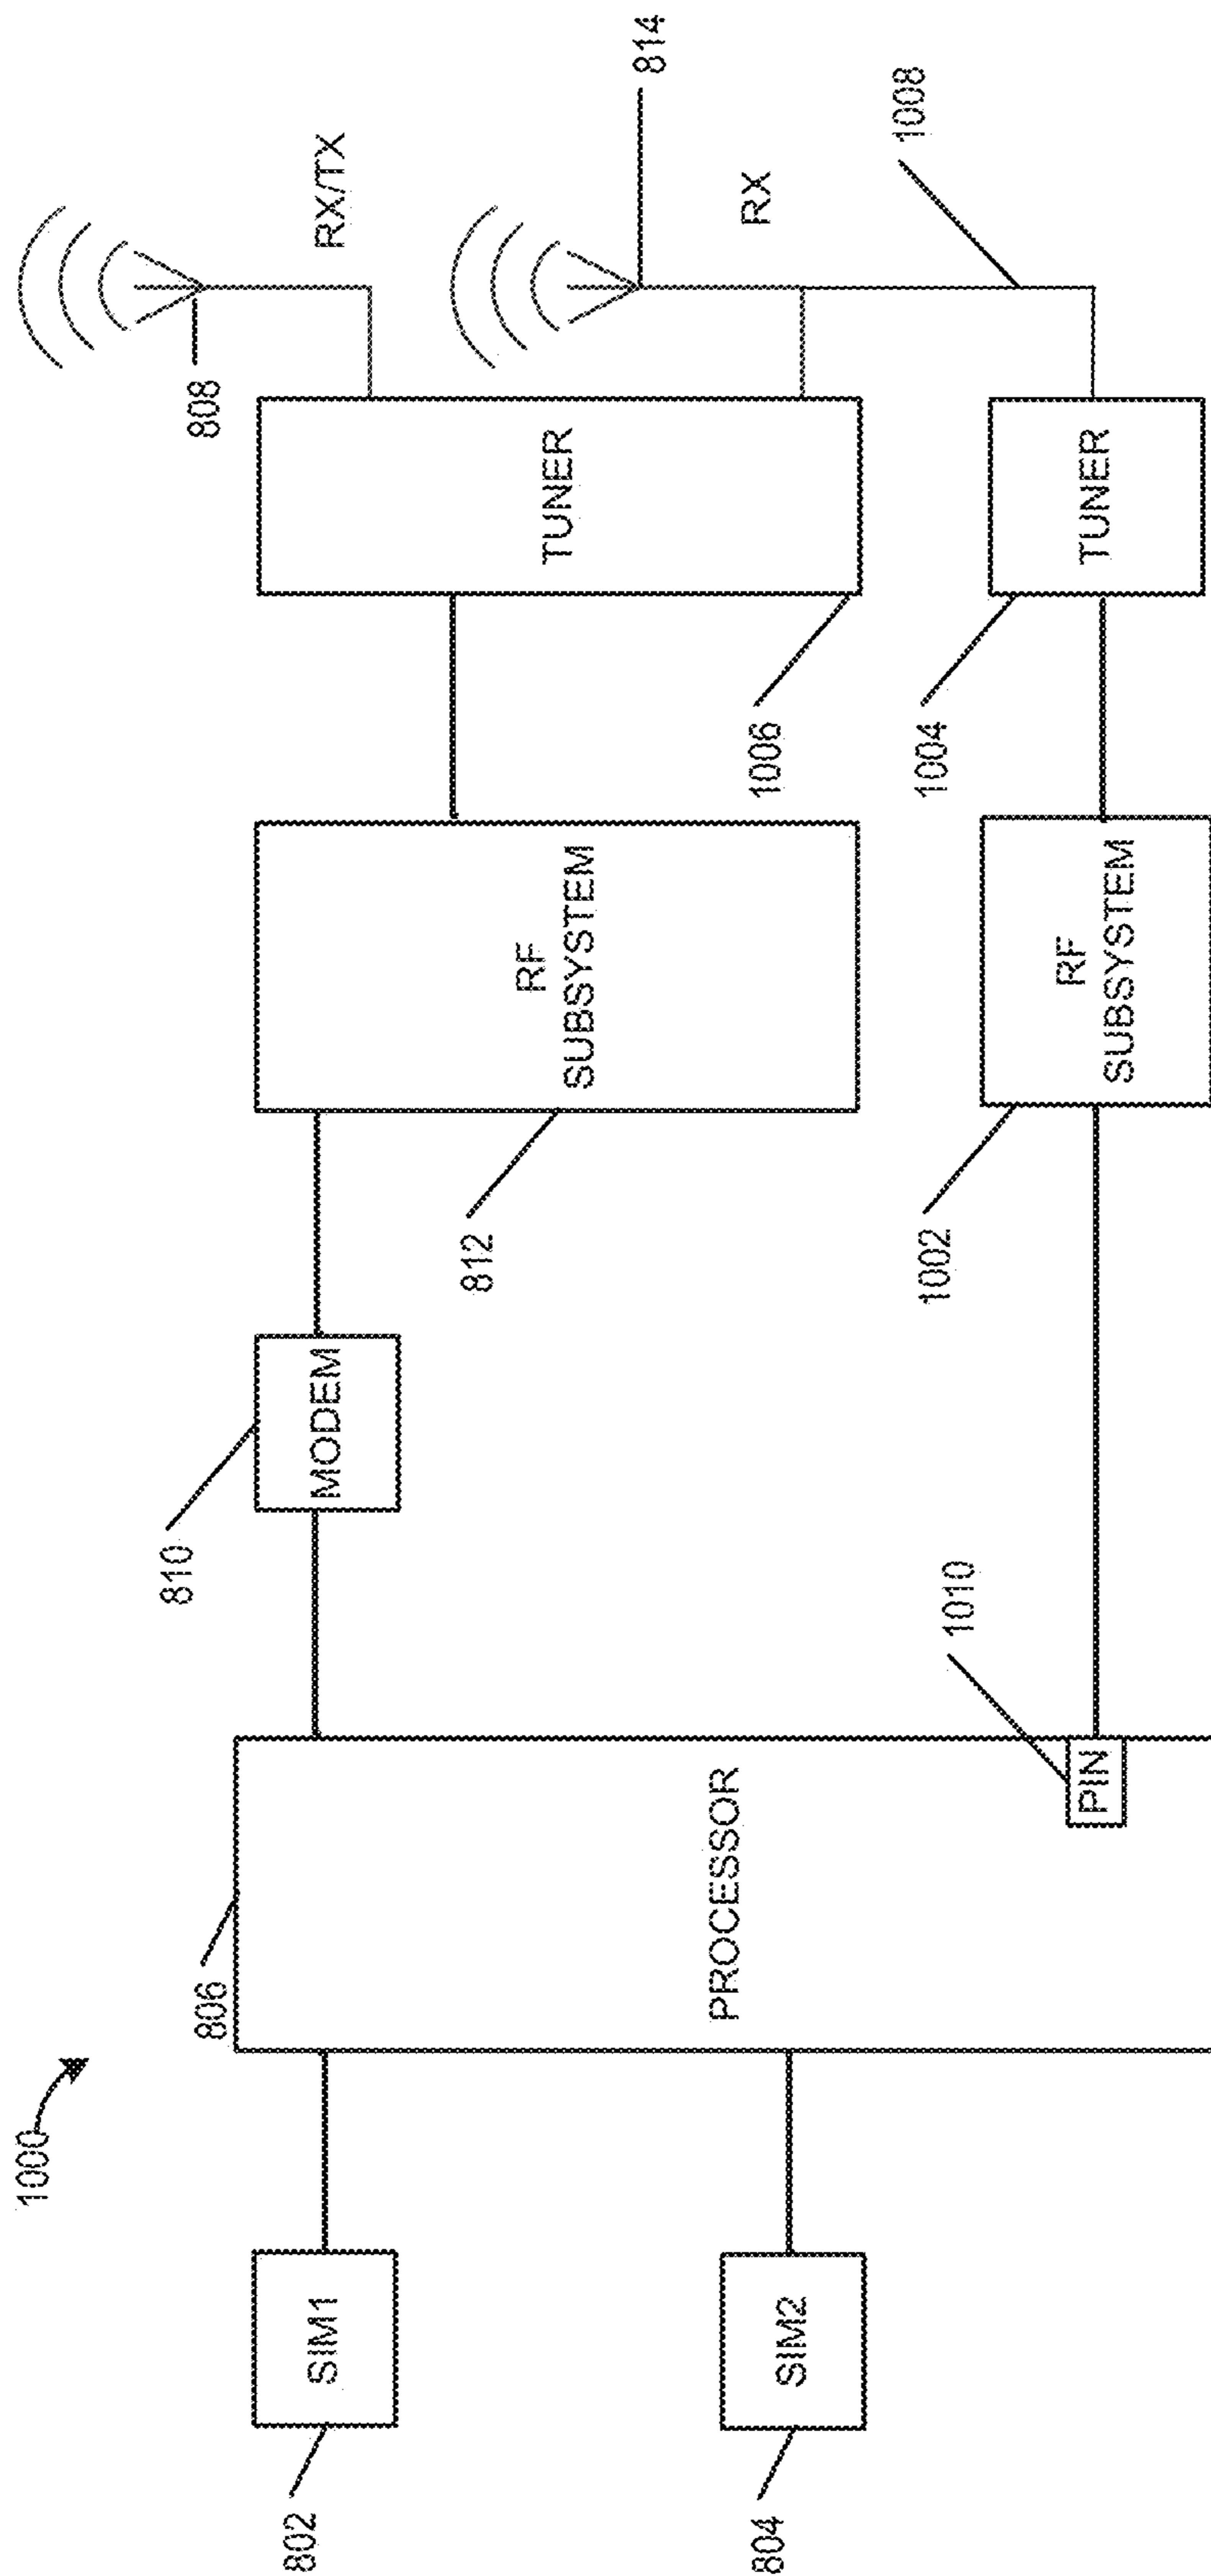 1000
802
SIM1
804
SIM2
806
PROCESSOR
PIN
1010
810
MODEM
812
RF
SUBSYSTEM
1002
RF
SUBSYSTEM
1006
TUNER
1004
TUNER
808
RX/TX
814
RX
1008